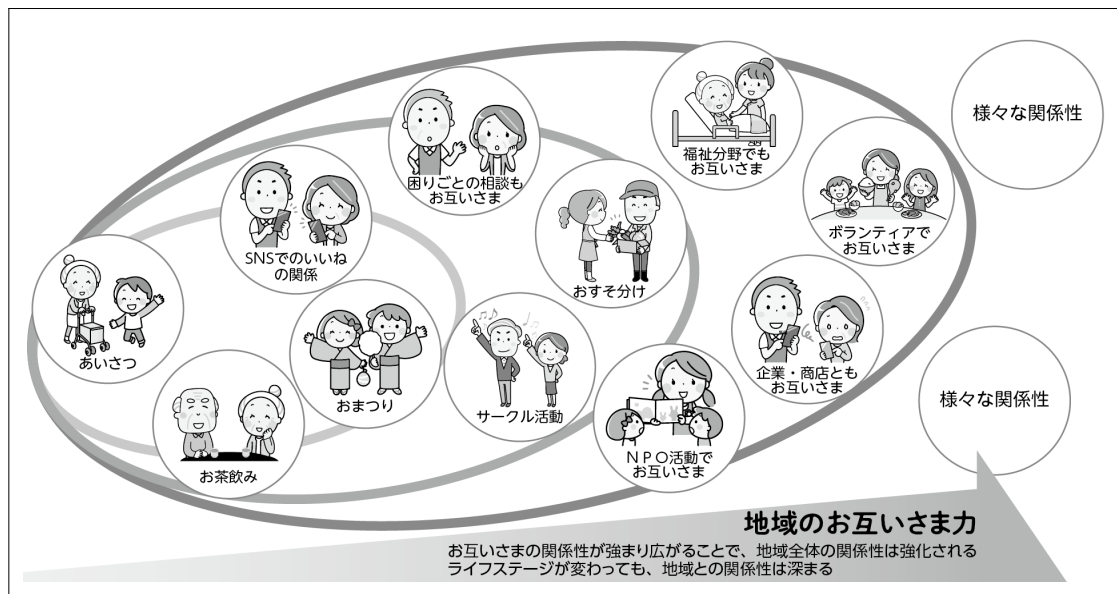 様々な関係性
福祉分野でも
お互いさま
困りごとの相談も
お互いさま
ボランティアで
お互いさま
SNSでのいいね
の関係
おすそ分け
あいさつ
企業・商店とも
お互いさま
おまつり
サークル活動
様々な関係性
NPO活動で
お互いさま
お茶飲み
地域のお互いさま力
お互いさまの関係性が強まり広がることで、地域全体の関係性は強化される
ライフステージが変わっても、地域との関係性は深まる